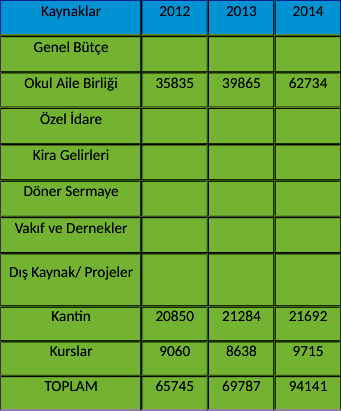 Kaynaklar 2012 2013 2014
Genel Bütçe
Okul Aile Birliği 35835 39865 62734
Özel İdare
Kira Gelirleri
Döner Sermaye
Vakıf ve Dernekler
Dış Kaynak/ Projeler
Kantin 20850 21284 21692
Kurslar 9060 8638 9715
TOPLAM 65745 69787 94141